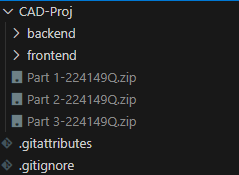 CAD-Proj
backend
frontend
Part 1-224149Q.zip
Part 2-224149Q.zip
Part 3-224149Q.zip
.gitattributes
.gitignore